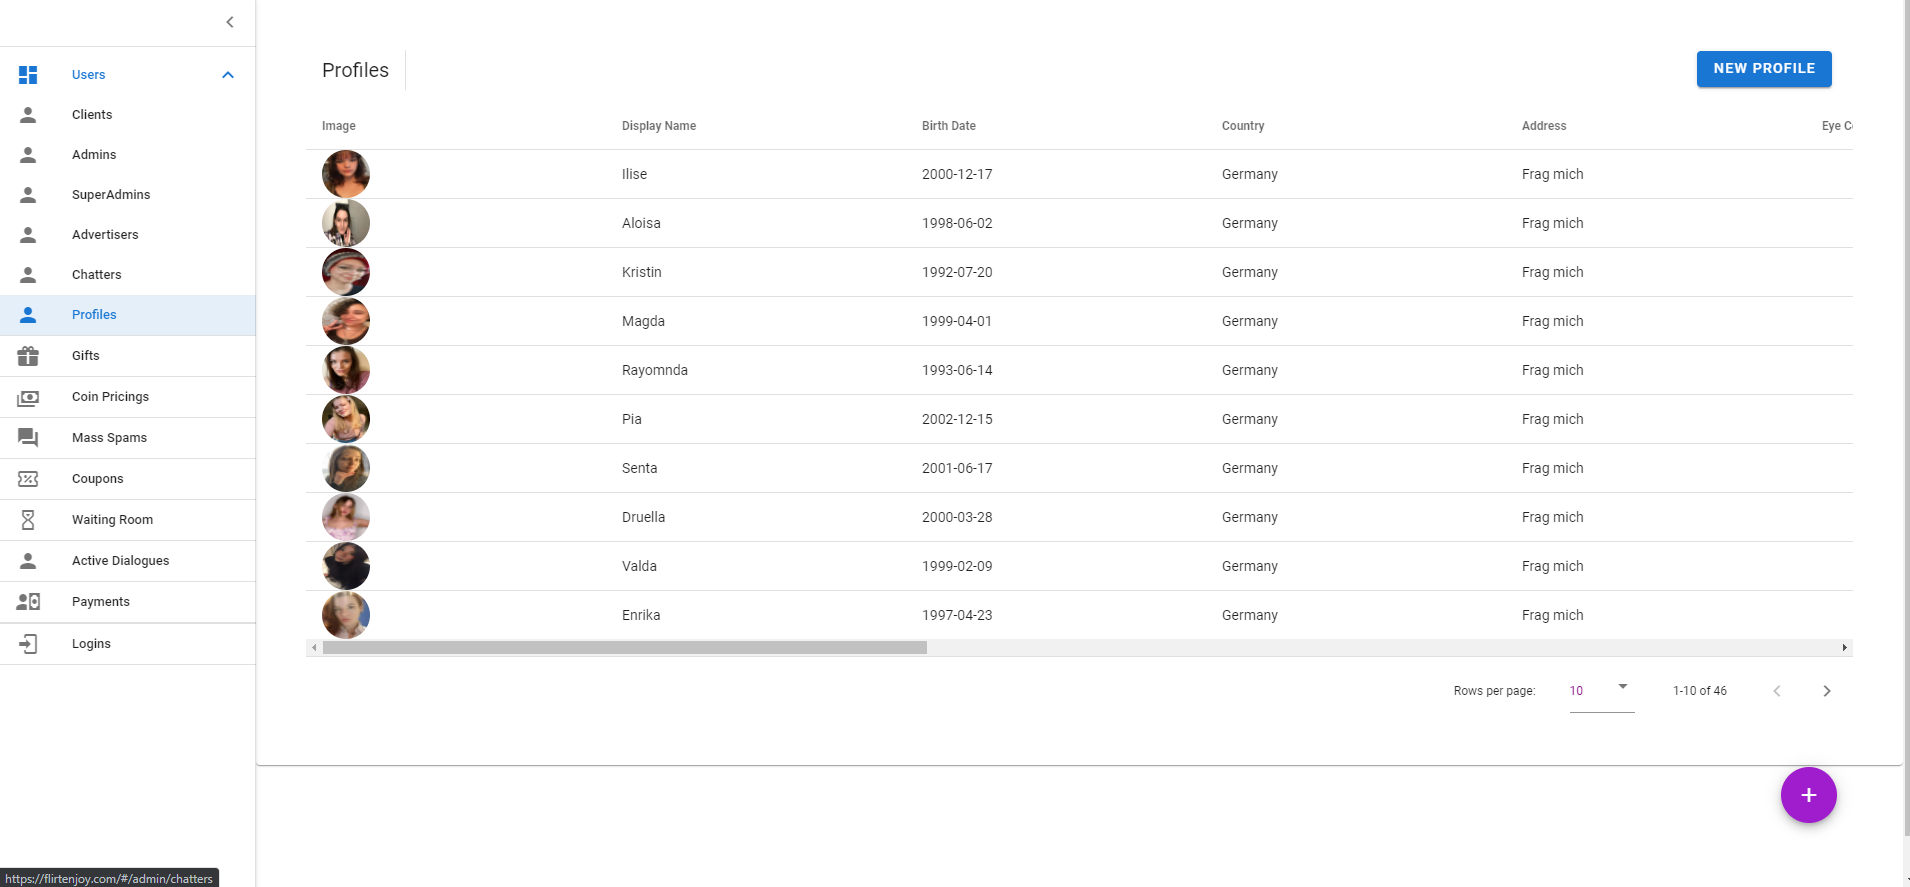 Users
Clients
Admins
SuperAdmins
Advertisers
Chatters
Profiles
Gifts
Coin Pricings
Mass Spams
Coupons
Waiting Room
Active Dialogues
Payments
Logins
Profiles
NEW PROFILE
Image Display Name Birth Date Country Address Eye C
Ilise 2000-12-17 Germany Frag mich
Aloisa 1998-06-02 Germany Frag mich
Kristin 1992-07-20 Germany Frag mich
Magda 1999-04-01 Germany Frag mich
Rayomnda 1993-06-14 Germany Frag mich
Pia 2002-12-15 Germany Frag mich
Senta 2001-06-17 Germany Frag mich
Druella 2000-03-28 Germany Frag mich
Valda 1999-02-09 Germany Frag mich
Enrika 1997-04-23 Germany Frag mich
Rows per page: 10 1-10 of 46
https://flirtenjoy.com/#/admin/chatters